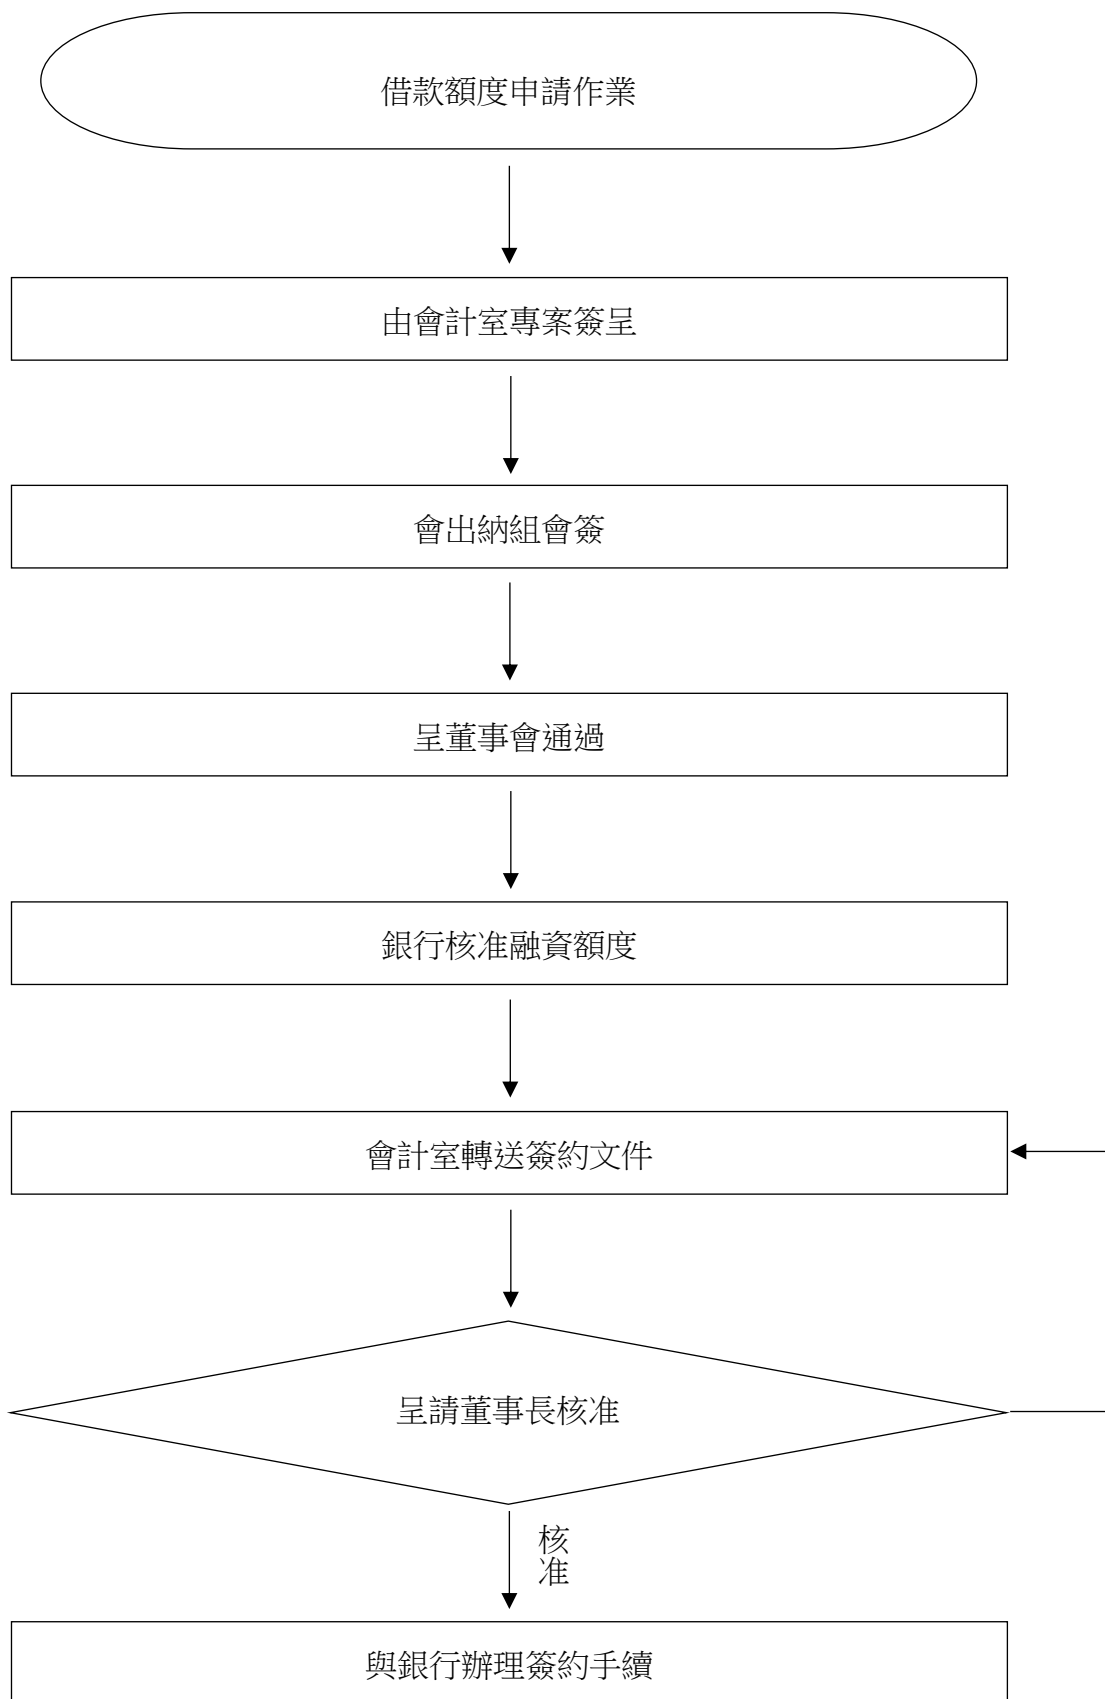 借款額度申請作業
由會計室專案簽呈
會出納組會簽
呈董事會通過
銀行核准融資額度
會計室轉送簽約文件
呈請董事長核准
核
准
與銀行辦理簽約手續